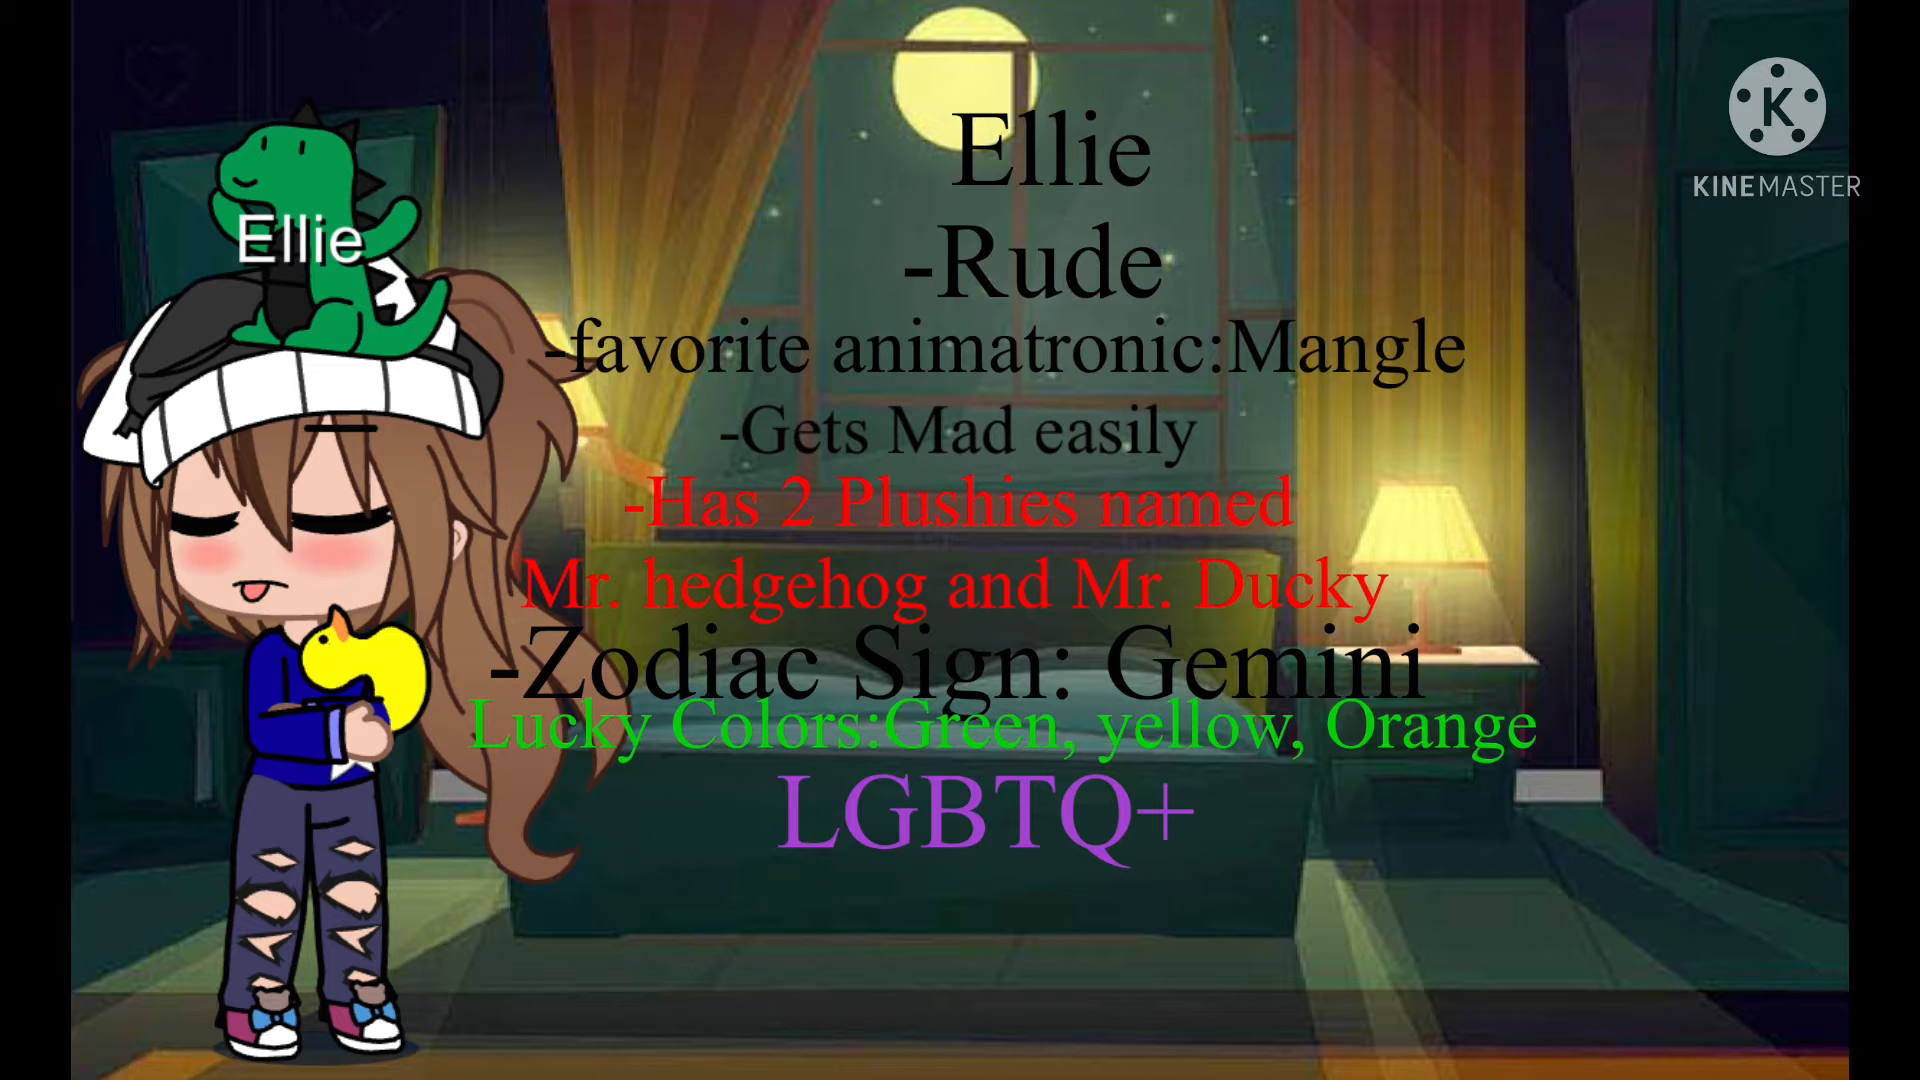 Ellie
K
KINEMASTER
Ellie
-Rude
-favorite animatronic:Mangle
-Gets Mad easily
-Has 2 Plushies named
Mr. hedgehog and Mr. Ducky
-Zodiac Sign: Gemini
Lucky Colors:Green, yellow, Orange
LGBTQ+